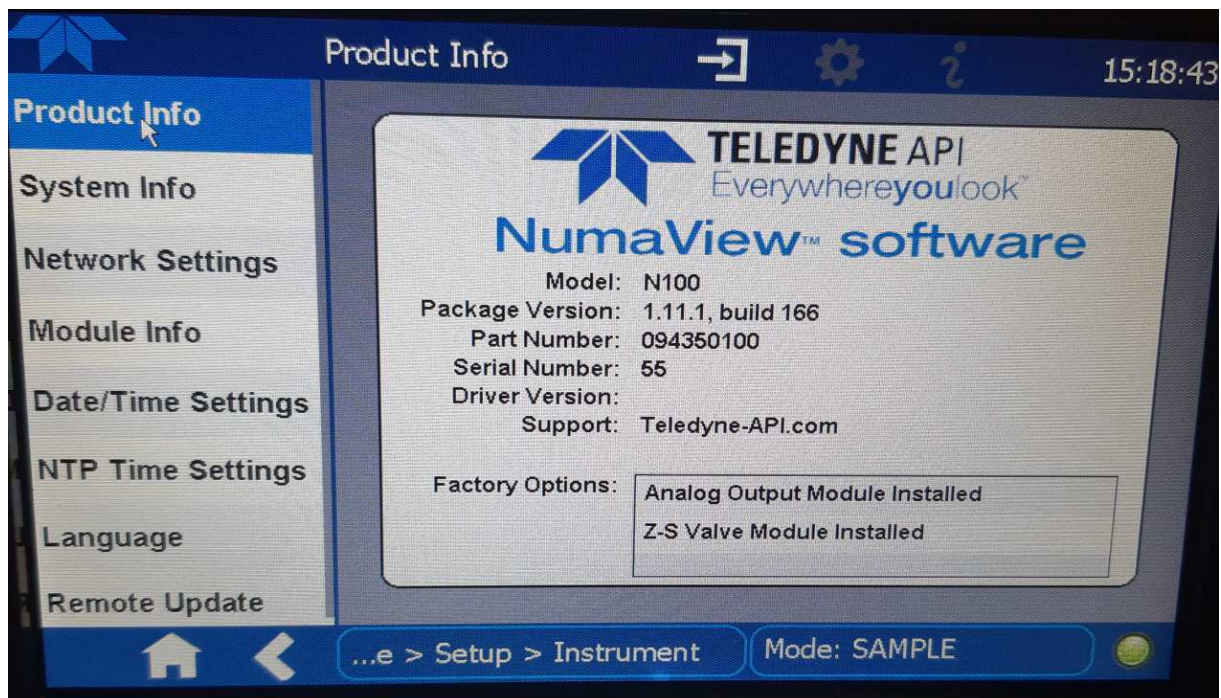 Product Info
15:18:43
Product Info
System Info
Network Settings
Module Info
Date/Time Settings
NTP Time Settings
Language
Remote Update
TELEDYNE API
Everywhereyoulook™
NumaView™ software
Model: N100
Package Version: 1.11.1, build 166
Part Number: 094350100
Serial Number: 55
Driver Version:
Support: Teledyne-API.com
Factory Options:
Analog Output Module Installed
Z-S Valve Module Installed
...e > Setup > Instrument
Mode: SAMPLE